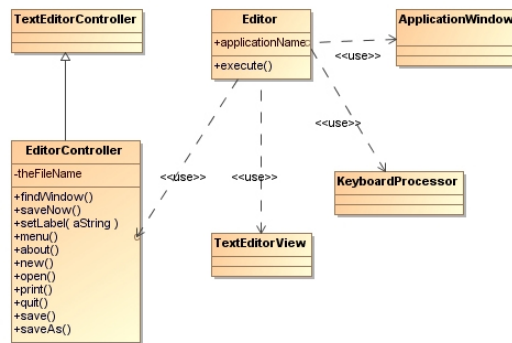 TextEditorController
Editor
+applicationName
+execute()
ApplicationWindow
<<use>>
<<use>>
EditorController
-theFileName
+findWindow()
+saveNow()
+setLabel( aString )
+menu()
+about()
+new()
+open()
+print()
+quit()
+save()
+saveAs()
<<use>>
<<use>>
KeyboardProcessor
TextEditorView